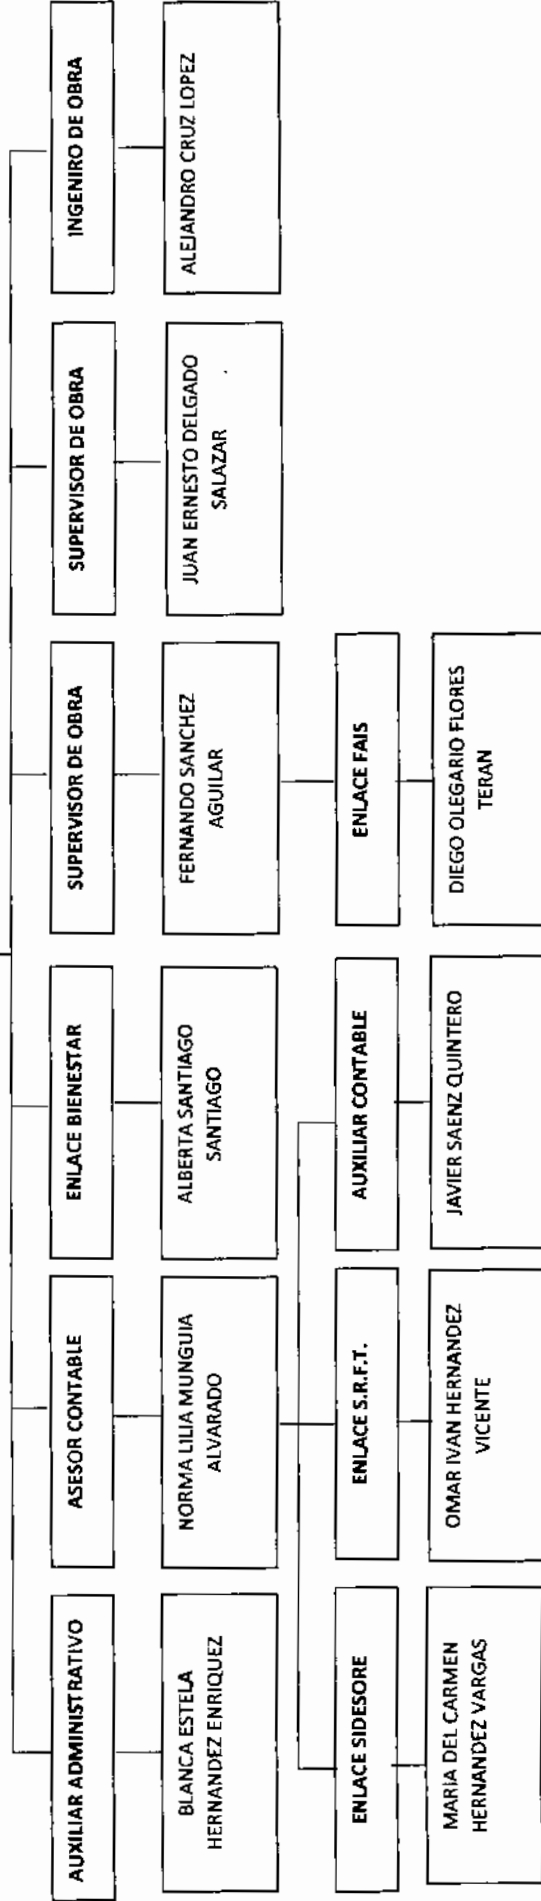 AUXILIAR ADMINISTRATIVO
BLANCA ESTELA
HERNANDEZ ENRIQUEZ
ASESOR CONTABLE
NORMA LILIA MUNGUIA
ALVARADO
ENLACE BIENESTAR
ALBERTA SANTIAGO
SANTIAGO
SUPERVISOR DE OBRA
FERNANDO SANCHEZ
AGUILAR
SUPERVISOR DE OBRA
JUAN ERNESTO DELGADO
SALAZAR
INGENIRO DE OBRA
ALEJANDRO CRUZ LOPEZ
ENLACE SIDESORE
MARIA DEL CARMEN
HERNANDEZ VARGAS
ENLACE S.R.F.T.
OMAR IVAN HERNANDEZ
VICENTE
AUXILIAR CONTABLE
JAVIER SAENZ QUINTERO
ENLACE FAIS
DIEGO OLEGARIO FLORES
TERAN